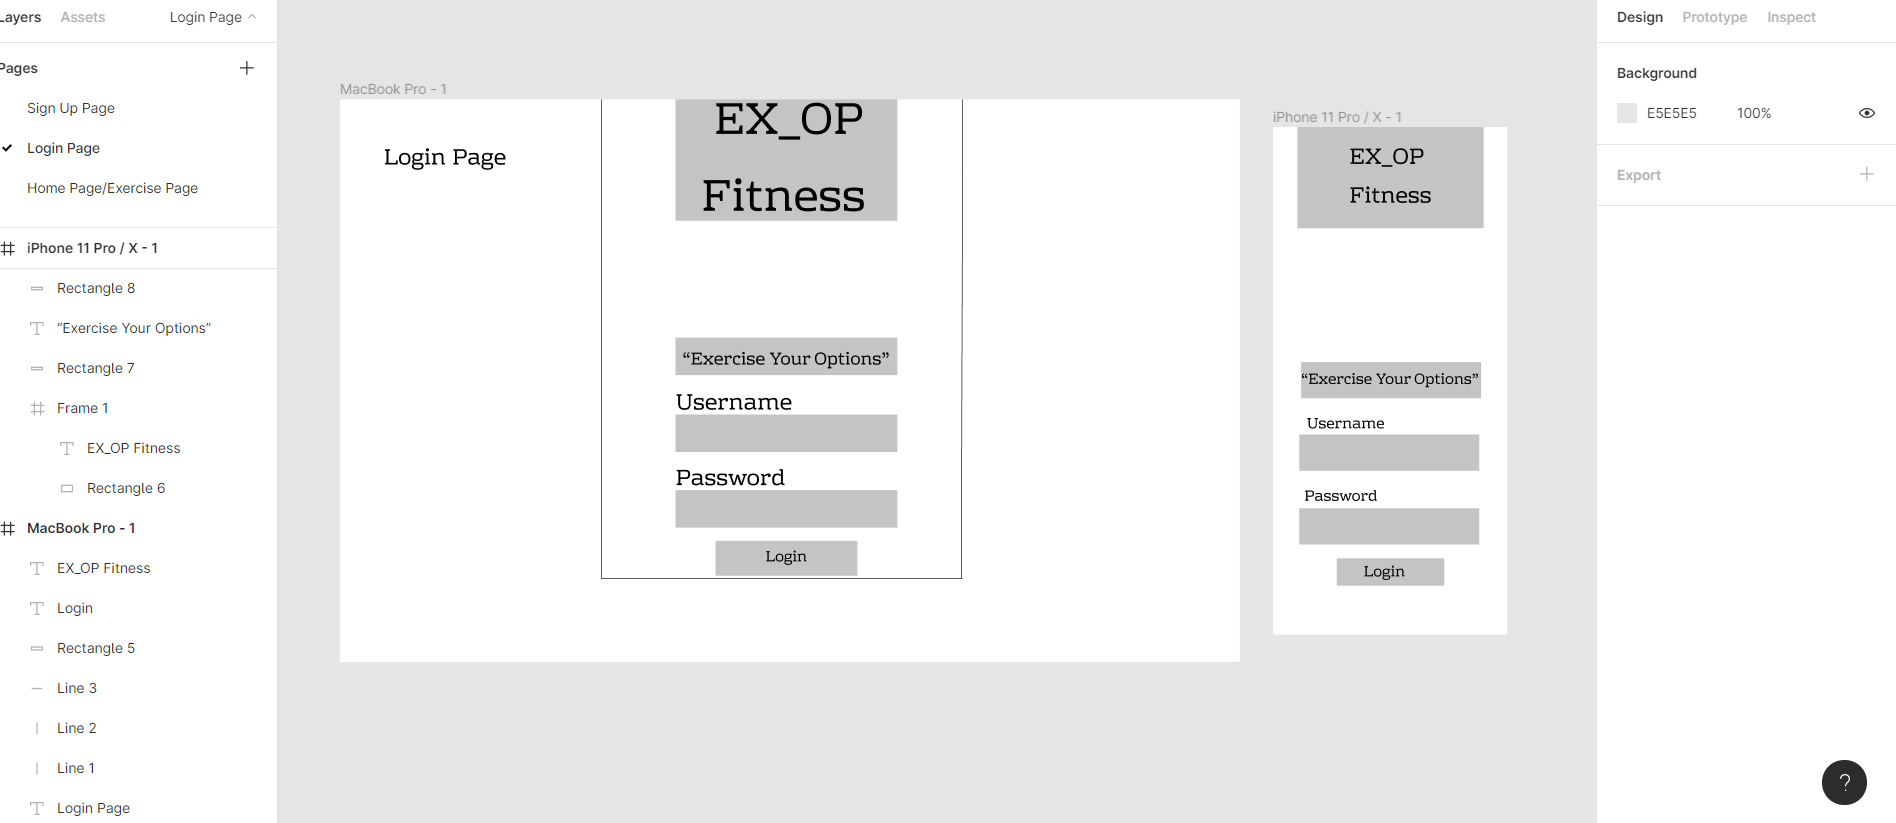 Layers
Assets
Login Page
Pages
Sign Up Page
Login Page
Home Page/Exercise Page
iPhone 11 Pro / X - 1
Rectangle 8
“Exercise Your Options”
Rectangle 7
Frame 1
EX_OP Fitness
Rectangle 6
MacBook Pro - 1
EX_OP Fitness
Login
Rectangle 5
Line 3
Line 2
Line 1
Login Page
MacBook Pro - 1
Login Page
EX_OP
Fitness
“Exercise Your Options”
Username
Password
Login
iPhone 11 Pro / X - 1
EX_OP
Fitness
“Exercise Your Options”
Username
Password
Login
Design
Prototype
Inspect
Background
E5E5E5
100%
Export
?